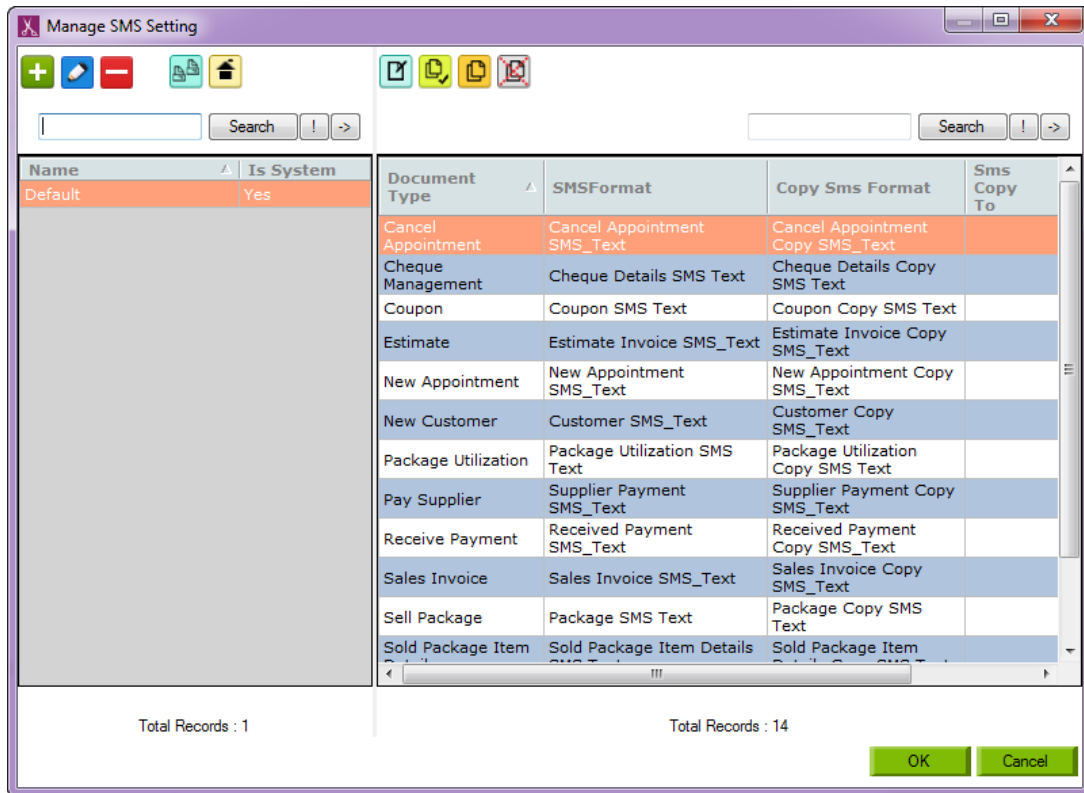 Manage SMS Setting
Search ! ->
Search ! ->
Name Is System
Default Yes
Document Type SMSFormat Copy Sms Format Sms Copy To
Cancel Appointment Cancel Appointment SMS_Text Cancel Appointment Copy SMS_Text
Cheque Management Cheque Details SMS Text Cheque Details Copy SMS Text
Coupon Coupon SMS Text Coupon Copy SMS Text
Estimate Estimate Invoice SMS_Text Estimate Invoice Copy SMS_Text
New Appointment New Appointment SMS_Text New Appointment Copy SMS_Text
New Customer Customer SMS_Text Customer Copy SMS_Text
Package Utilization Package Utilization SMS Text Package Utilization Copy SMS Text
Pay Supplier Supplier Payment SMS_Text Supplier Payment Copy SMS_Text
Receive Payment Received Payment SMS_Text Received Payment Copy SMS_Text
Sales Invoice Sales Invoice SMS_Text Sales Invoice Copy SMS_Text
Sell Package Package SMS Text Package Copy SMS Text
Sold Package Item Sold Package Item Details Sold Package Item
Total Records : 1
Total Records : 14
OK Cancel